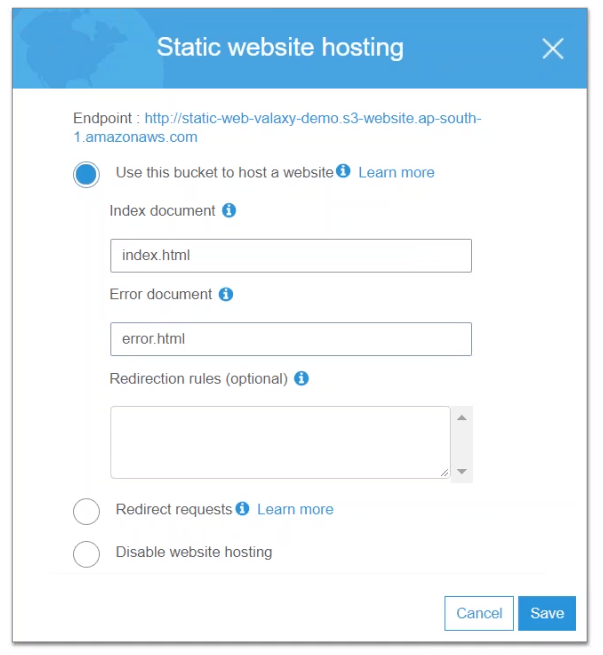 Static website hosting
Endpoint : http://static-web-valaxy-demo.s3-website.ap-south-
1.amazonaws.com
Use this bucket to host a website Learn more
Index document
index.html
Error document
error.html
Redirection rules (optional)
Redirect requests Learn more
Disable website hosting
Cancel Save